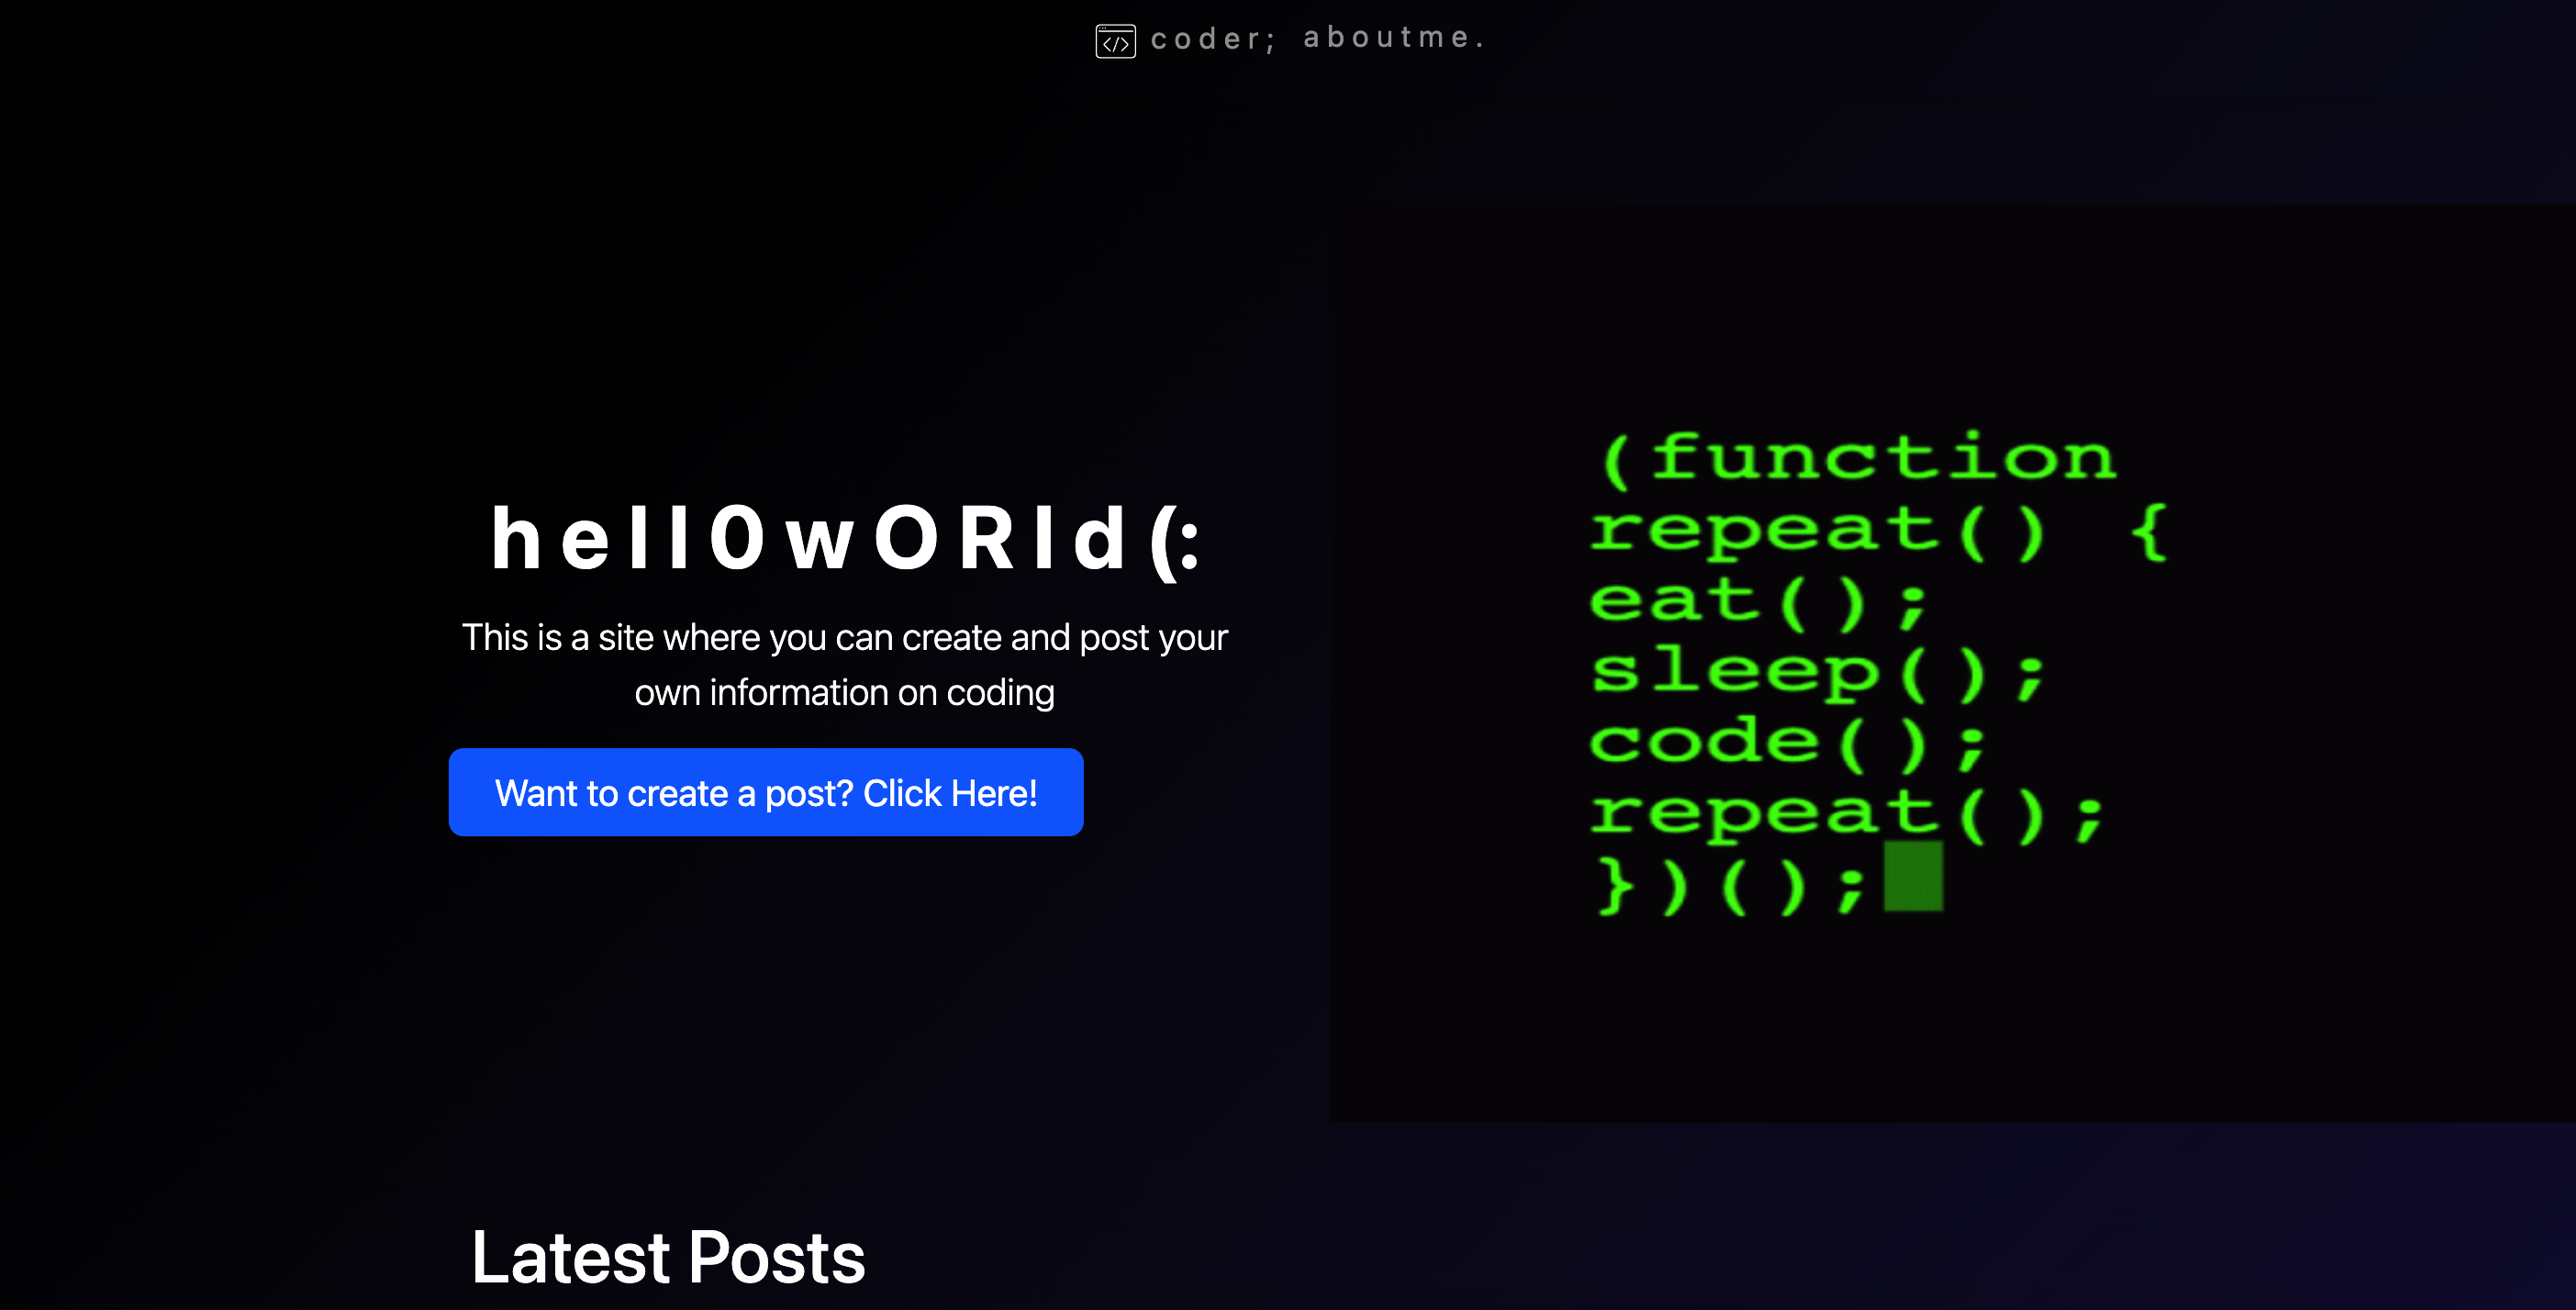 </> coder; aboutme.
hell0wORld(:
This is a site where you can create and post your
own information on coding
Want to create a post? Click Here!
(function
repeat() {
eat();
sleep();
code();
repeat();
})();
Latest Posts